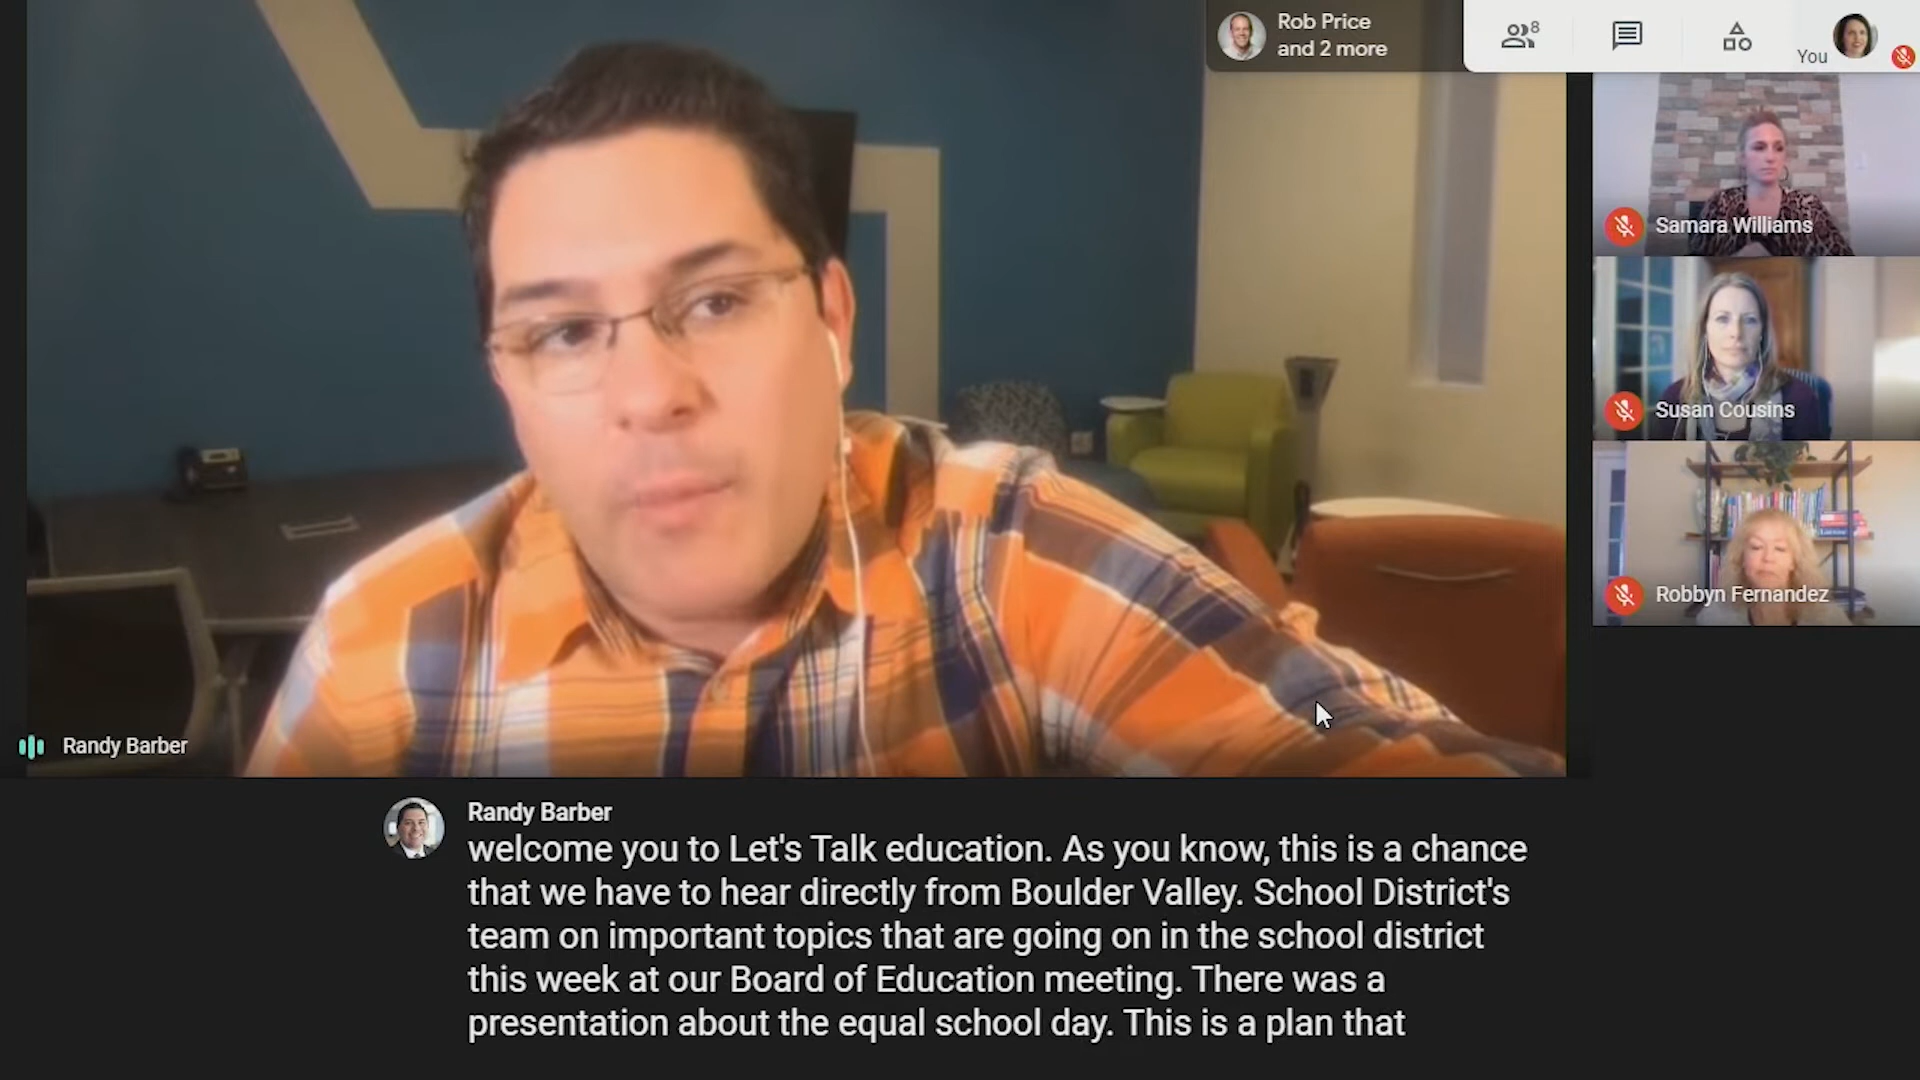 Rob Price
and 2 more
8
You
Samara Williams
Susan Cousins
Robbyn Fernandez
Randy Barber
Randy Barber
welcome you to Let's Talk education. As you know, this is a chance
that we have to hear directly from Boulder Valley. School District's
team on important topics that are going on in the school district
this week at our Board of Education meeting. There was a
presentation about the equal school day. This is a plan that